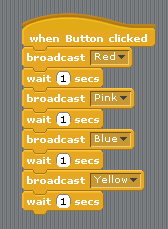 when Button clicked
broadcast Red
wait 1 secs
broadcast Pink
wait 1 secs
broadcast Blue
wait 1 secs
broadcast Yellow
wait 1 secs